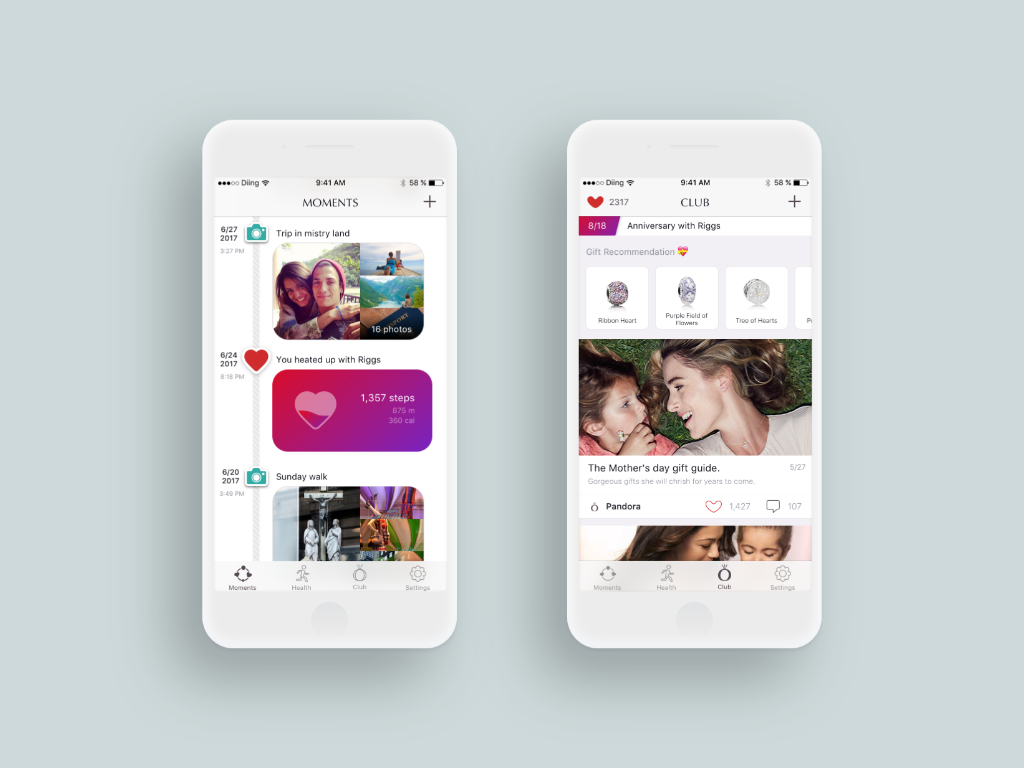 Diing
9:41 AM
58 %
MOMENTS
6/27
2017
3:27 PM
Trip in mistry land
16 photos
6/24
2017
8:18 PM
You heated up with Riggs
1,357 steps
875 m
360 cal
6/20
2017
3:49 PM
Sunday walk
Moments
Health
Club
Settings
Diing
9:41 AM
58 %
2317
CLUB
8/18
Anniversary with Riggs
Gift Recommendation
Ribbon Heart
Purple Field of
Flowers
Tree of Hearts
The Mother's day gift guide.
5/27
Gorgeous gifts she will chrish for years to come.
Pandora
1,427
107
Moments
Health
Club
Settings